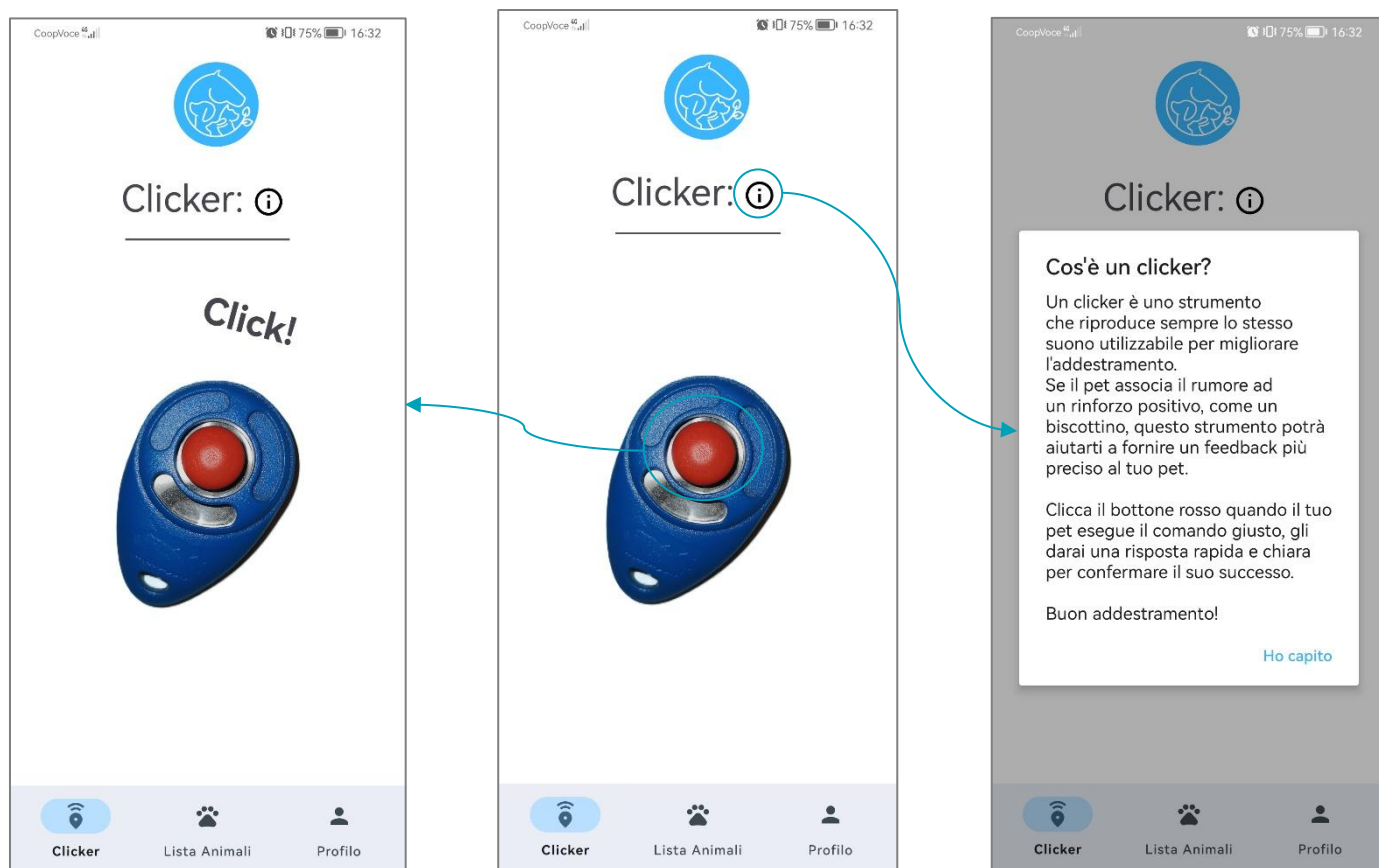 CoopVoce 4G 75% 16:32
Clicker:
Click!
Clicker
Lista Animali
Profilo
CoopVoce 4G 75% 16:32
Clicker:
Clicker
Lista Animali
Profilo
CoopVoce 4G 75% 16:32
Clicker:
Cos'è un clicker?
Un clicker è uno strumento
che riproduce sempre lo stesso
suono utilizzabile per migliorare
l'addestramento.
Se il pet associa il rumore ad
un rinforzo positivo, come un
biscottino, questo strumento potrà
aiutarti a fornire un feedback più
preciso al tuo pet.
Clicca il bottone rosso quando il tuo
pet esegue il comando giusto, gli
darai una risposta rapida e chiara
per confermare il suo successo.
Buon addestramento!
Ho capito
Clicker
Lista Animali
Profilo